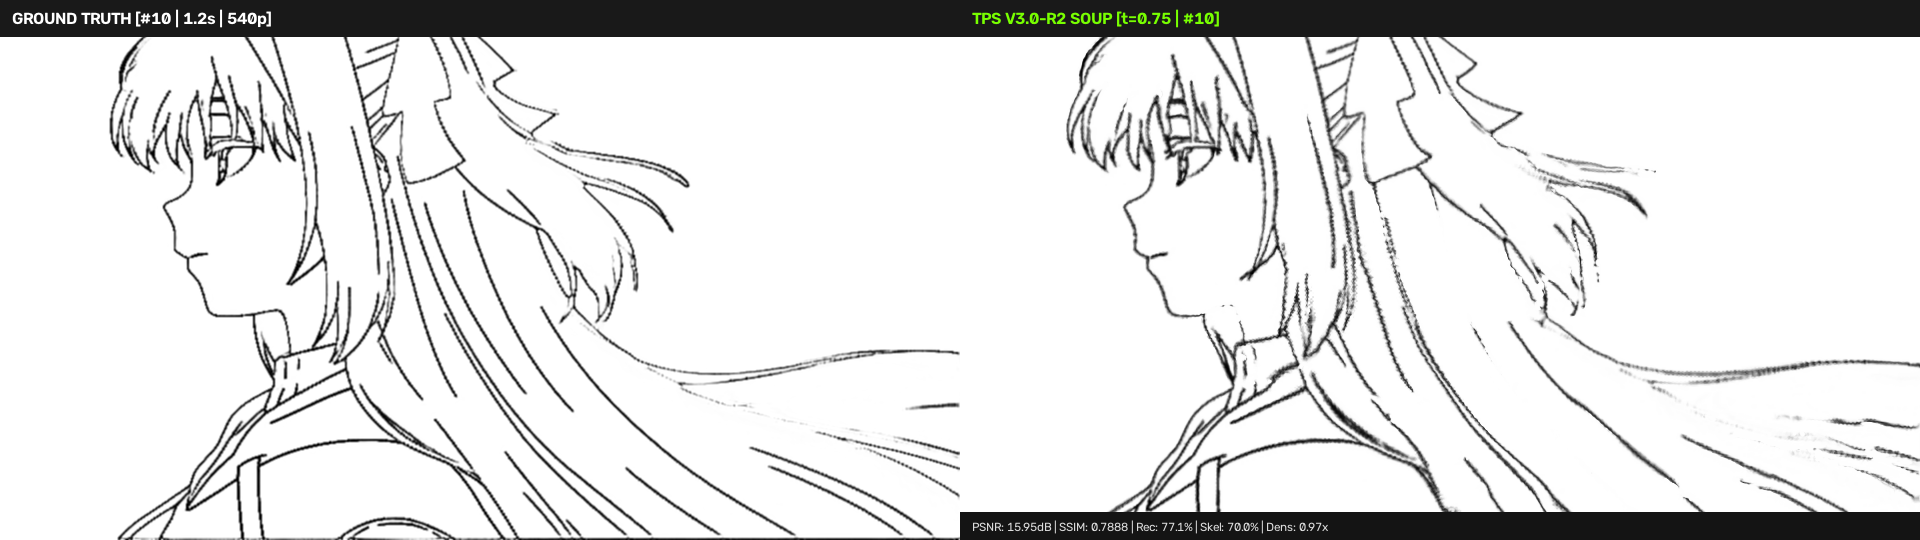 GROUND TRUTH [#10 | 1.2s | 540p]
TPS V3.0-R2 SOUP [t=0.75 | #10]
PSNR: 15.95dB | SSIM: 0.7888 | Rec: 77.1% | Skel: 70.0% | Dens: 0.97x